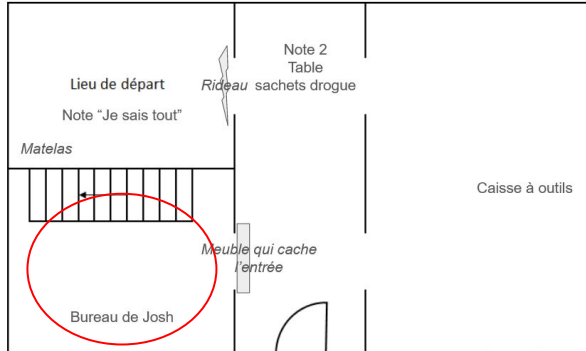 Lieu de départ
Note “Je sais tout”
Matelas
Rideau
Note 2
Table
sachets drogue
Caisse à outils
Meuble qui cache
l’entrée
Bureau de Josh